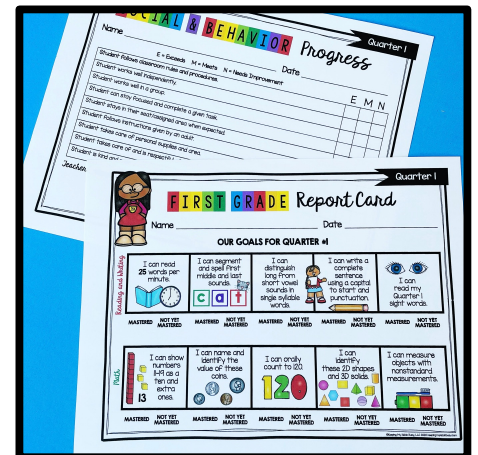 SOCIAL & BEHAVIOR Progress
Quarter 1
Name
Date
E = Exceeds M = Meets N = Needs Improvement
E M N
Student follows classroom rules and procedures.
Student works well independently.
Student works well in a group.
Student can stay focused and complete a given task.
Student stays in their seat/assigned area when expected.
Student follows instructions given by an adult.
Student takes care of personal supplies and area.
Student takes care of and is respectful
Student is kind and
Teacher
Quarter 1
FIRST GRADE Report Card
Name
Date
OUR GOALS FOR QUARTER #1
Reading and Writing
I can read
25 words per
minute.
I can segment
and spell first
middle and last
sounds.
cat
I can
distinguish
long from
short vowel
sounds in
single syllable
words.
I can write a
complete
sentence
using a capital
to start and
punctuation.
I can
read my
Quarter 1
sight words.
MASTERED NOT YET MASTERED MASTERED NOT YET MASTERED MASTERED NOT YET MASTERED MASTERED NOT YET MASTERED MASTERED NOT YET MASTERED
Math
I can show
numbers
11-19 as a
ten and
extra
ones.
13
I can name and
identify the
value of these
coins.
I can orally
count to 120.
120
I can
identify
these 2D shapes
and 3D solids.
I can measure
objects with
nonstandard
measurements.
MASTERED NOT YET MASTERED MASTERED NOT YET MASTERED MASTERED NOT YET MASTERED MASTERED NOT YET MASTERED MASTERED NOT YET MASTERED